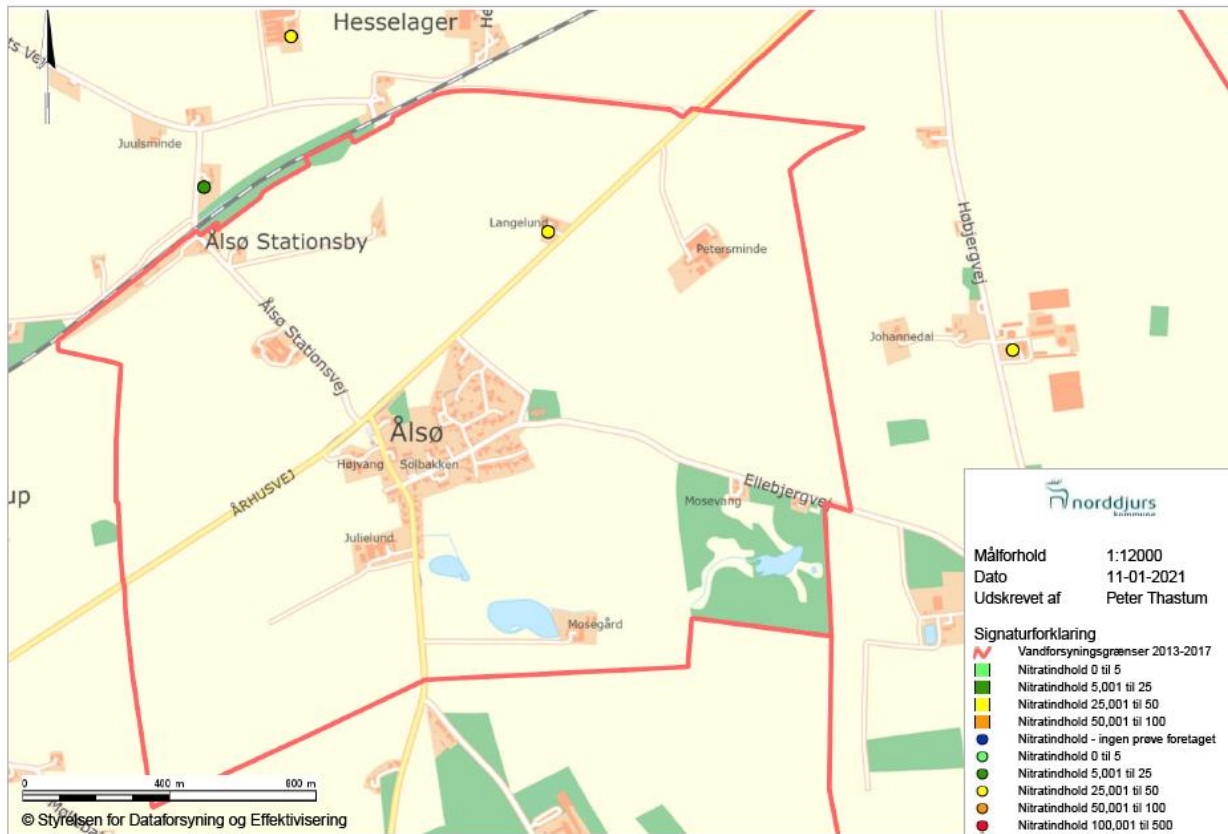 Hesselager
Juulsminde
Ålsø Stationsby
Langelund
Petersminde
Høbjergvej
Ålsø Stationsvej
Johannedal
Ålsø
Højvang
Solbakken
ÅRHUSVEJ
up
Ellebjergvej
Mosevang
Julielund
Mosegård
norddjurs
kommune
Målforhold 1:12000
Dato 11-01-2021
Udskrevet af Peter Thastum
Signaturforklaring
Vandforsyningsgrænser 2013-2017
Nitratindhold 0 til 5
Nitratindhold 5,001 til 25
Nitratindhold 25,001 til 50
Nitratindhold 50,001 til 100
Nitratindhold - ingen prøve foretaget
Nitratindhold 0 til 5
Nitratindhold 5,001 til 25
Nitratindhold 25,001 til 50
Nitratindhold 50,001 til 100
Nitratindhold 100,001 til 500
0 400 m 800 m
© Styrelsen for Dataforsyning og Effektivisering